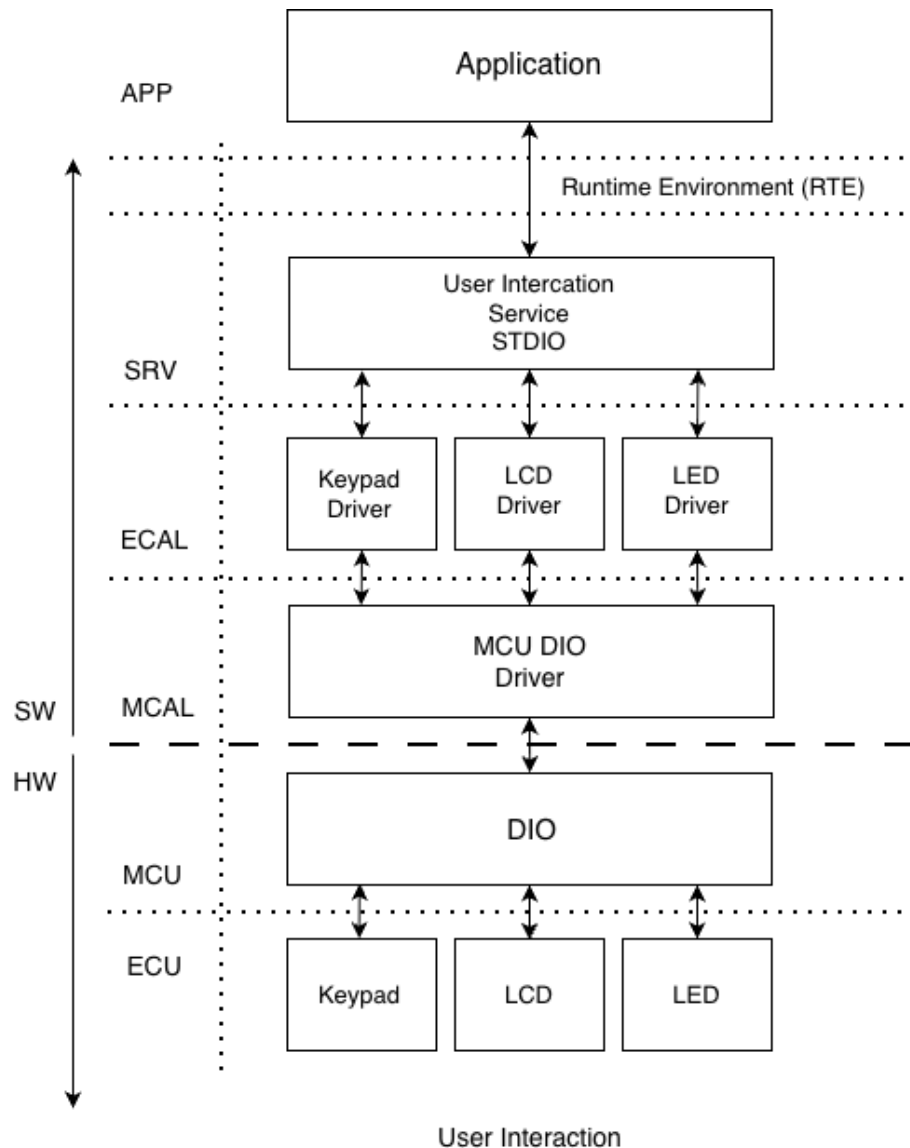 Application
APP
Runtime Environment (RTE)
User Intercation
Service
STDIO
SRV
Keypad
Driver
LCD
Driver
LED
Driver
ECAL
MCU DIO
Driver
SW
MCAL
HW
DIO
MCU
ECU
Keypad
LCD
LED
User Interaction